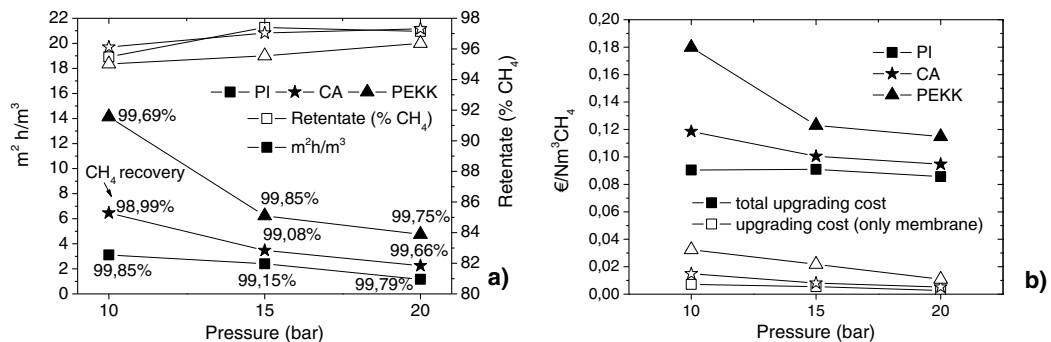 22
20
18
16
14
12
10
8
6
4
2
0
m² h/m³
98
96
94
92
90
88
86
84
82
80
Retentate (% CH₄)
PI CA PEKK
Retentate (% CH₄)
m²h/m³
99,69%
CH₄ recovery
98,99%
99,85%
99,08%
99,75%
99,66%
99,85%
99,15%
99,79%
a)
10 15 20
Pressure (bar)
0,20
0,18
0,16
0,14
0,12
0,10
0,08
0,06
0,04
0,02
0,00
€/Nm³CH₄
PI
CA
PEKK
total upgrading cost
upgrading cost (only membrane)
b)
10 15 20
Pressure (bar)